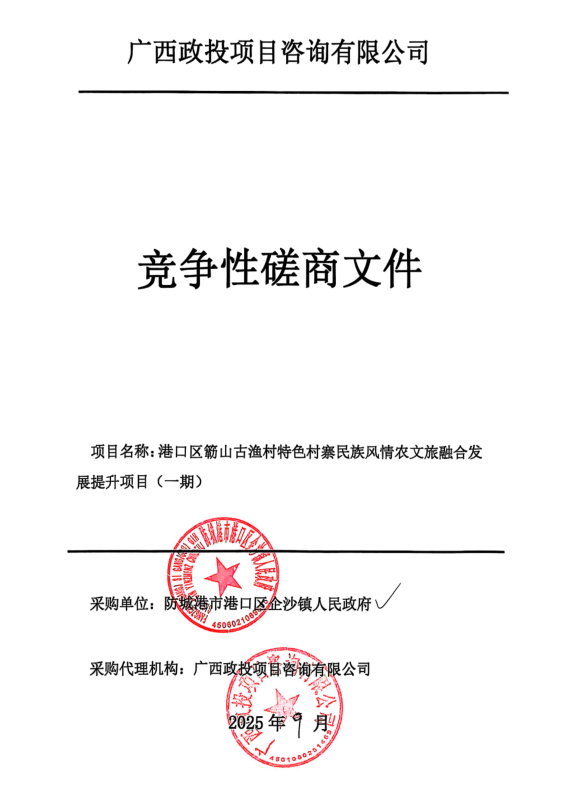 广西政投项目咨询有限公司
竞争性磋商文件
项目名称：港口区簕山古渔村特色村寨民族风情农文旅融合发
展提升项目（一期）
采购单位：防城港市港口区企沙镇人民政府
采购代理机构：广西政投项目咨询有限公司
2025年9月